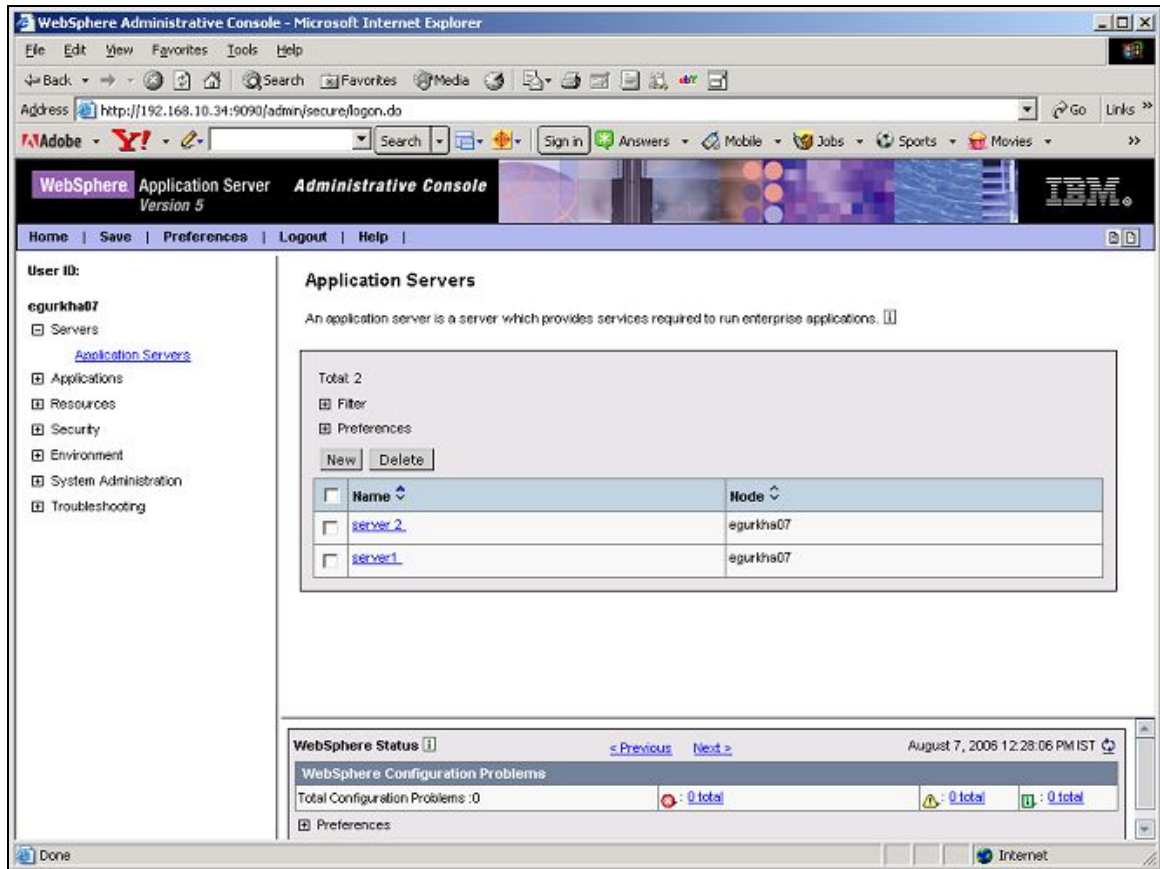 WebSphere Administrative Console - Microsoft Internet Explorer
File Edit View Favorites Tools Help
Back Search Favorites Media
Address http://192.168.10.34:9090/admin/secure/logon.do Go Links »
Adobe Y! Search Sign in Answers Mobile Jobs Sports Movies »
WebSphere Application Server Administrative Console
Version 5
IBM
Home | Save | Preferences | Logout | Help |
User ID:
egurkha07
Servers
Application Servers
Applications
Resources
Security
Environment
System Administration
Troubleshooting
Application Servers
An application server is a server which provides services required to run enterprise applications. i
Total: 2
Filter
Preferences
New Delete
Name Node
server 2 egurkha07
server1 egurkha07
WebSphere Status i < Previous Next > August 7, 2006 12:28:06 PM IST
WebSphere Configuration Problems
Total Configuration Problems :0 : 0 total : 0 total : 0 total
Preferences
Done Internet